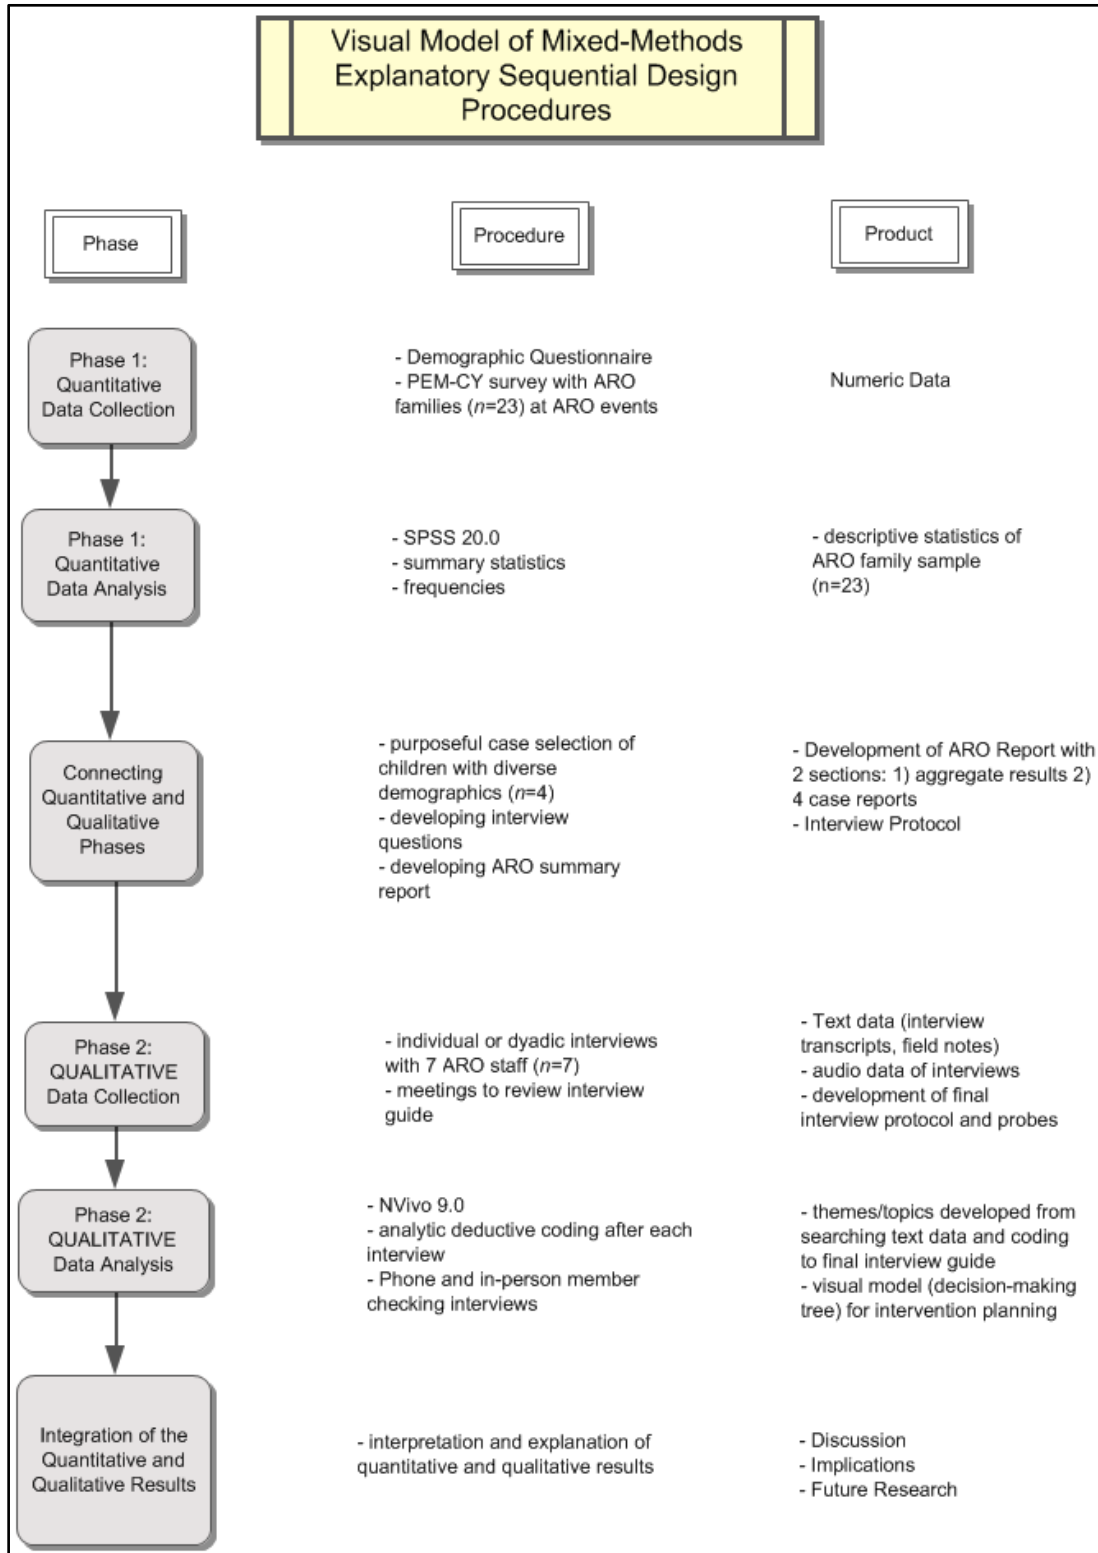 Visual Model of Mixed-Methods
Explanatory Sequential Design
Procedures
Phase
Procedure
Product
Phase 1:
Quantitative
Data Collection
- Demographic Questionnaire
- PEM-CY survey with ARO
families (n=23) at ARO events
Numeric Data
Phase 1:
Quantitative
Data Analysis
- SPSS 20.0
- summary statistics
- frequencies
- descriptive statistics of
ARO family sample
(n=23)
Connecting
Quantitative and
Qualitative
Phases
- purposeful case selection of
children with diverse
demographics (n=4)
- developing interview
questions
- developing ARO summary
report
- Development of ARO Report with
2 sections: 1) aggregate results 2)
4 case reports
- Interview Protocol
Phase 2:
QUALITATIVE
Data Collection
- individual or dyadic interviews
with 7 ARO staff (n=7)
- meetings to review interview
guide
- Text data (interview
transcripts, field notes)
- audio data of interviews
- development of final
interview protocol and probes
Phase 2:
QUALITATIVE
Data Analysis
- NVivo 9.0
- analytic deductive coding after each
interview
- Phone and in-person member
checking interviews
- themes/topics developed from
searching text data and coding
to final interview guide
- visual model (decision-making
tree) for intervention planning
Integration of the
Quantitative and
Qualitative Results
- interpretation and explanation of
quantitative and qualitative results
- Discussion
- Implications
- Future Research